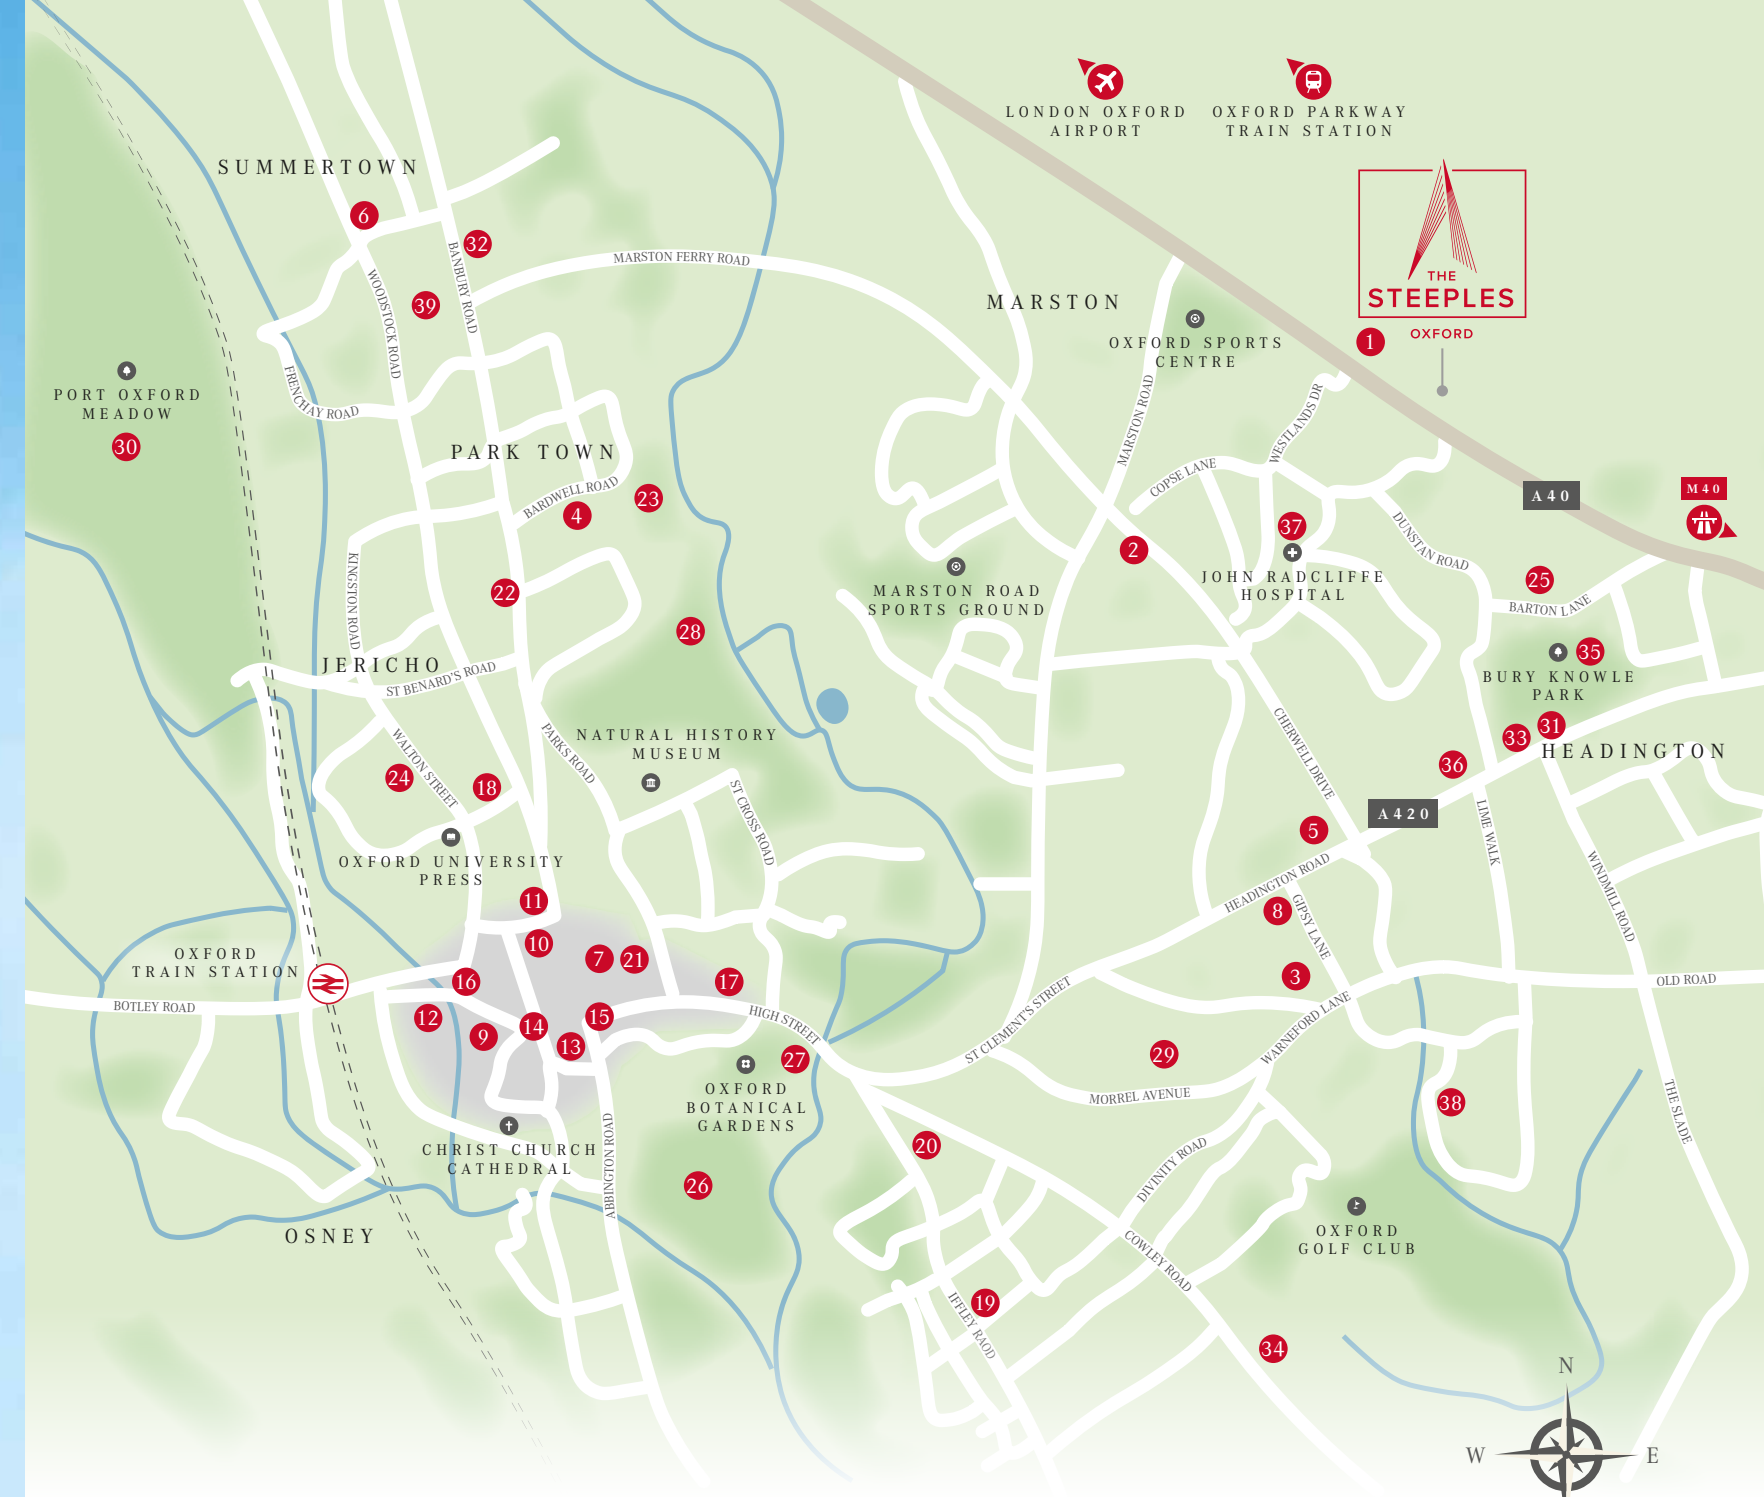 LONDON OXFORD
AIRPORT
OXFORD PARKWAY
TRAIN STATION
SUMMERTOWN
6
32
BANBURY ROAD
MARSTON FERRY ROAD
WOODSTOCK ROAD
39
MARSTON
THE
STEEPLES
OXFORD
1
OXFORD SPORTS
CENTRE
PORT OXFORD
MEADOW
30
FRENCHAY ROAD
MARSTON ROAD
WESTLANDS DR
PARK TOWN
BARDWELL ROAD
4
23
COPSE LANE
A40
M40
KINGSTON ROAD
22
2
37
JOHN RADCLIFFE
HOSPITAL
DUNSTAN ROAD
25
BARTON LANE
MARSTON ROAD
SPORTS GROUND
28
JERICHO
ST BENARD'S ROAD
35
BURY KNOWLE
PARK
31
33
HEADINGTON
36
CHERWELL DRIVE
NATURAL HISTORY
MUSEUM
PARKS ROAD
WALTON STREET
24
18
ST CROSS ROAD
A420
5
LIME WALK
OXFORD UNIVERSITY
PRESS
HEADINGTON ROAD
WINDMILL ROAD
11
8
GIPSY LANE
10
OXFORD
TRAIN STATION
7
21
16
17
3
OLD ROAD
BOTLEY ROAD
12
9
14
13
15
HIGH STREET
ST CLEMENT'S STREET
WARNEFORD LANE
27
29
OXFORD
BOTANICAL
GARDENS
MORREL AVENUE
38
THE SLADE
CHRIST CHURCH
CATHEDRAL
ABBINGTON ROAD
20
DIVINITY ROAD
26
OSNEY
OXFORD
GOLF CLUB
COWLEY ROAD
19
IFFLEY RAOD
34
N
W
E